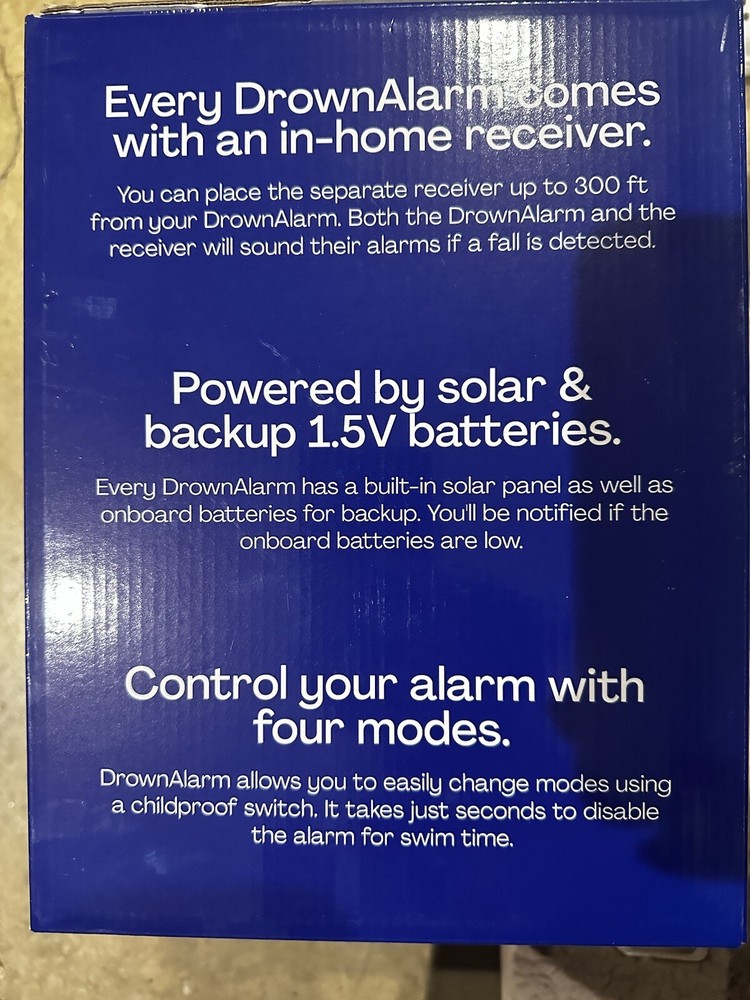 Every DrownAlarm comes
with an in-home receiver.
You can place the separate receiver up to 300 ft
from your DrownAlarm. Both the DrownAlarm and the
receiver will sound their alarms if a fall is detected.
Powered by solar &
backup 1.5V batteries.
Every DrownAlarm has a built-in solar panel as well as
onboard batteries for backup. You'll be notified if the
onboard batteries are low.
Control your alarm with
four modes.
DrownAlarm allows you to easily change modes using
a childproof switch. It takes just seconds to disable
the alarm for swim time.